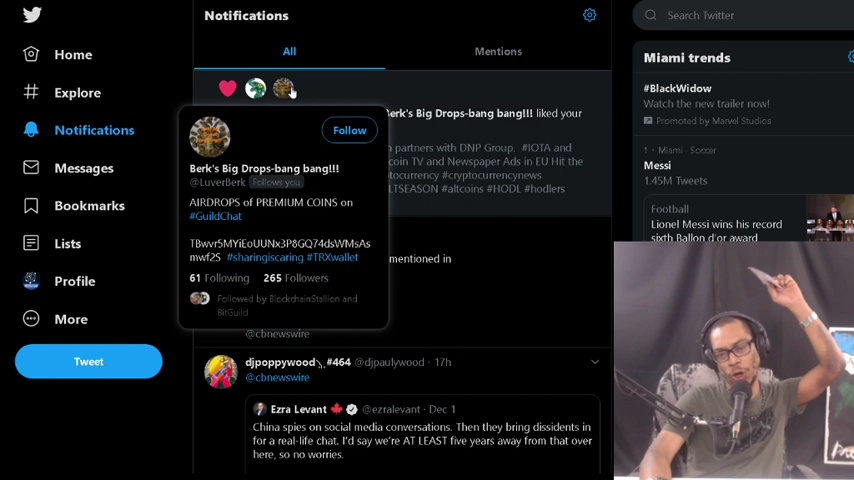 Home
Explore
Notifications
Messages
Bookmarks
Lists
Profile
More
Tweet
Notifications
All
Mentions
Berk's Big Drops-bang bang!!! liked your
partners with DNP Group. #IOTA and
coin TV and Newspaper Ads in EU Hit the
#cryptocurrencynews
#altcoins #HODL #hodlers
Follow
Berk's Big Drops-bang bang!!!
@LuverBerk Follows you
AIRDROPS of PREMIUM COINS on
#GuildChat
TBwvr5MYiEoUUNx3P8GQ74dsWMsAs
mwf2S #sharingiscaring #TRXwallet
61 Following 265 Followers
Followed by BlockchainStallion and
BitGuild
mentioned in
@cbnewswire
djpoppywood #464 @djpaulywood · 17h
@cbnewswire
Ezra Levant @ezralevant · Dec 1
China spies on social media conversations. Then they bring dissidents in
for a real-life chat. I'd say we're AT LEAST five years away from that over
here, so no worries.
Search Twitter
Miami trends
#BlackWidow
Watch the new trailer now!
Promoted by Marvel Studios
1 · Miami · Soccer
Messi
1.45M Tweets
Football
Lionel Messi wins his record
sixth Ballon d'or award